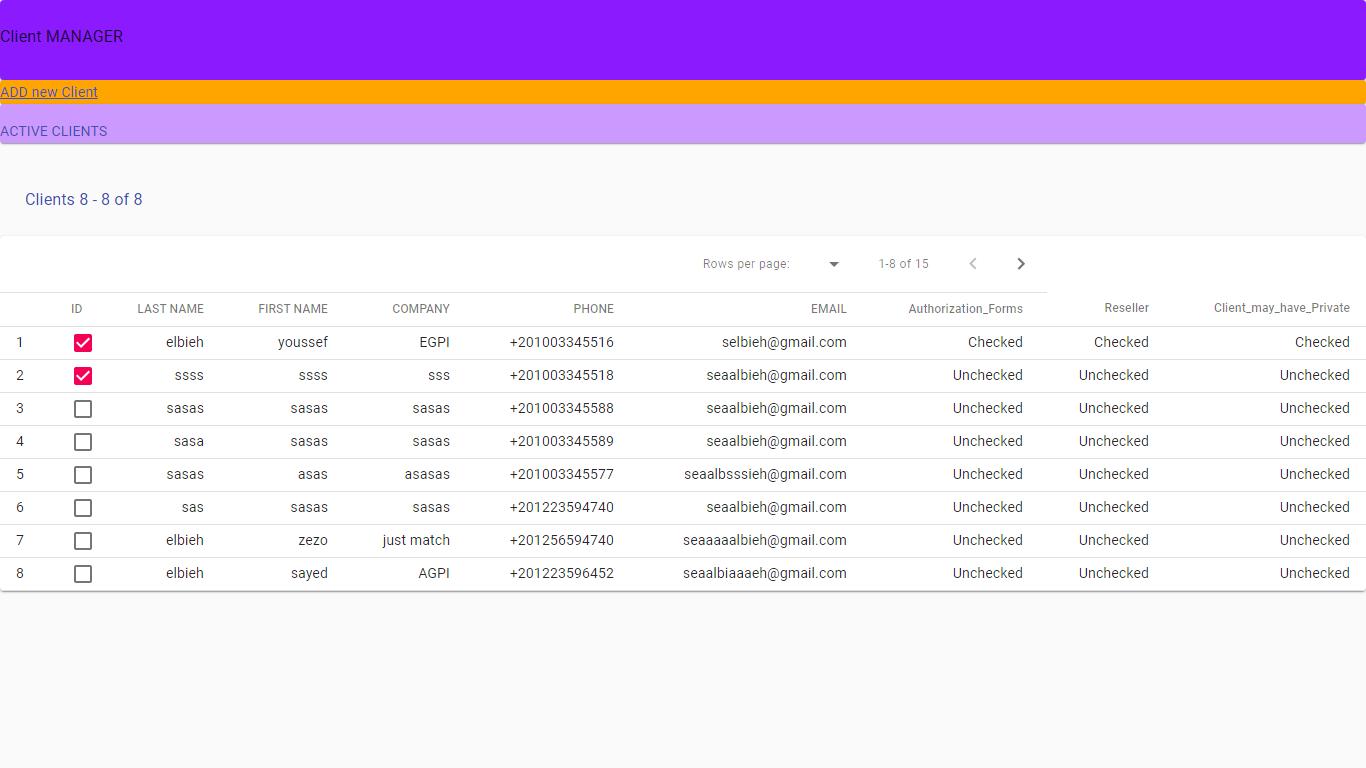 Client MANAGER
ADD new Client
ACTIVE CLIENTS
Clients 8 - 8 of 8
Rows per page: 1-8 of 15
ID LAST NAME FIRST NAME COMPANY PHONE EMAIL Authorization_Forms Reseller Client_may_have_Private
1 elbieh youssef EGPI +201003345516 selbieh@gmail.com Checked Checked Checked
2 ssss ssss sss +201003345518 seaalbieh@gmail.com Unchecked Unchecked Unchecked
3 sasas sasas sasas +201003345588 seaalbieh@gmail.com Unchecked Unchecked Unchecked
4 sasa sasas sasas +201003345589 seaalbieh@gmail.com Unchecked Unchecked Unchecked
5 sasas asas asasas +201003345577 seaalbsssieh@gmail.com Unchecked Unchecked Unchecked
6 sas sasas sasas +201223594740 seaalbieh@gmail.com Unchecked Unchecked Unchecked
7 elbieh zezo just match +201256594740 seaaaaalbieh@gmail.com Unchecked Unchecked Unchecked
8 elbieh sayed AGPI +201223596452 seaalbiaaaeh@gmail.com Unchecked Unchecked Unchecked